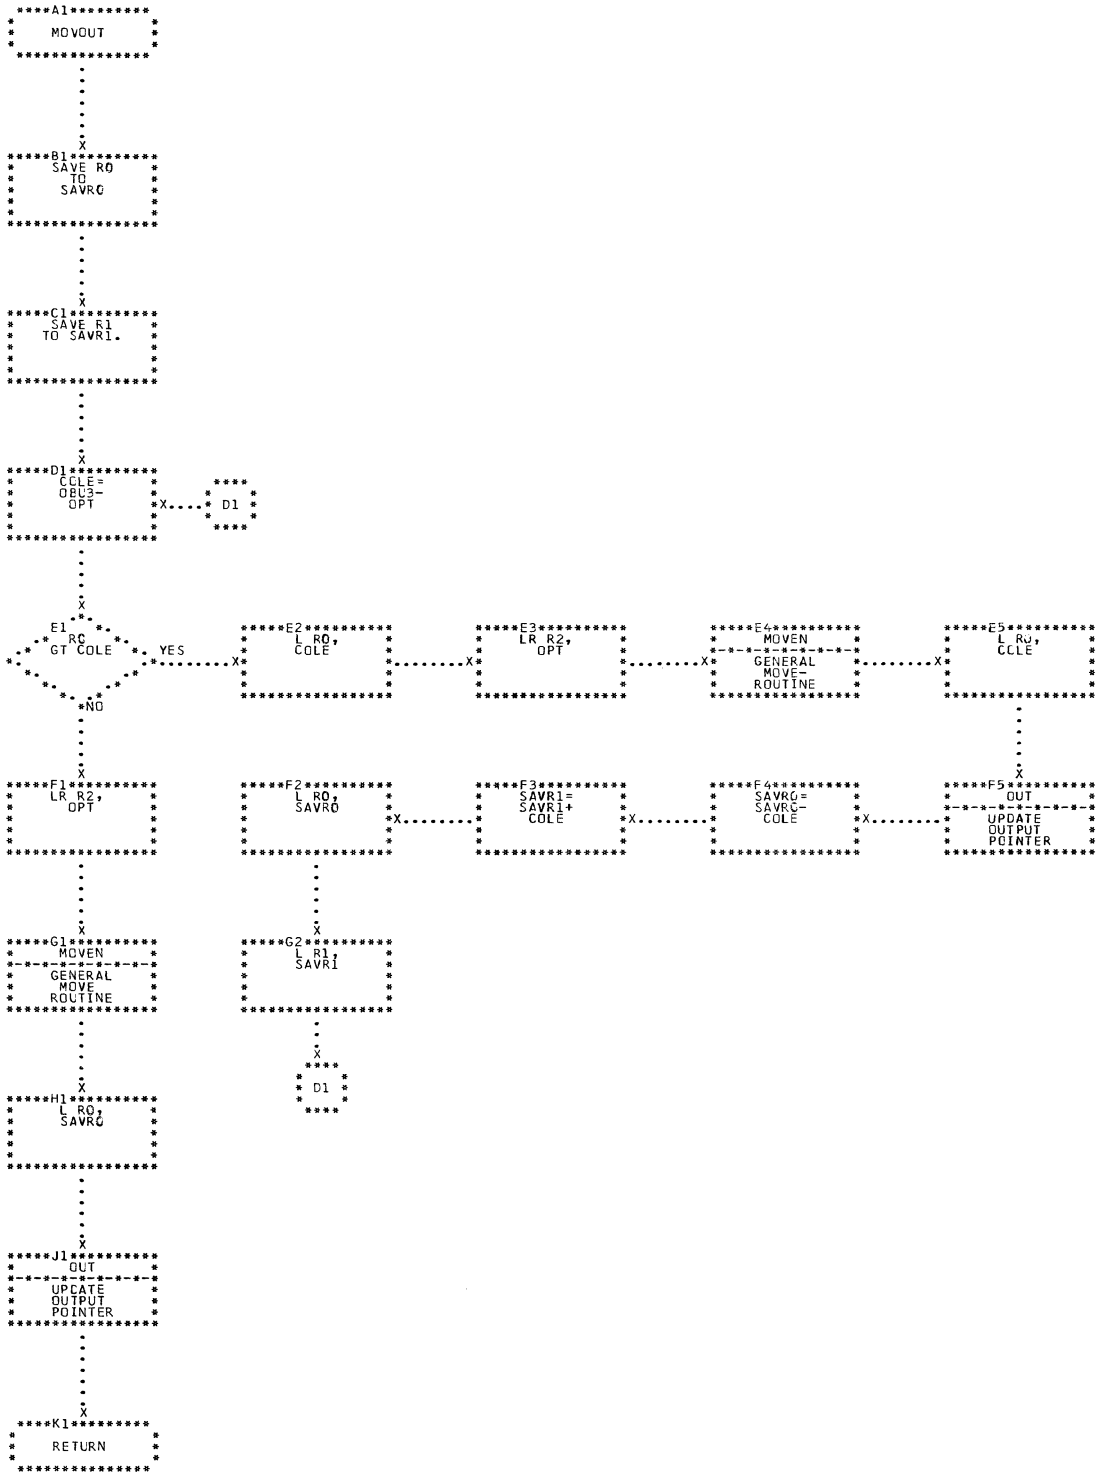 A1
MOVOUT
B1
SAVE R0
TO
SAVR0
C1
SAVE R1
TO SAVR1.
D1
COLE=
OBU3-
OPT
D1
E1
R0
GT COLE
YES
NO
E2
L R0,
COLE
E3
LR R2,
OPT
E4
MOVEN
GENERAL
MOVE-
ROUTINE
E5
L R0,
COLE
F1
LR R2,
OPT
F2
L R0,
SAVR0
F3
SAVR1=
SAVR1+
COLE
F4
SAVR0=
SAVR0-
COLE
F5
OUT
UPDATE
OUTPUT
POINTER
G1
MOVEN
GENERAL
MOVE
ROUTINE
G2
L R1,
SAVR1
D1
H1
L R0,
SAVR0
J1
OUT
UPDATE
OUTPUT
POINTER
K1
RETURN